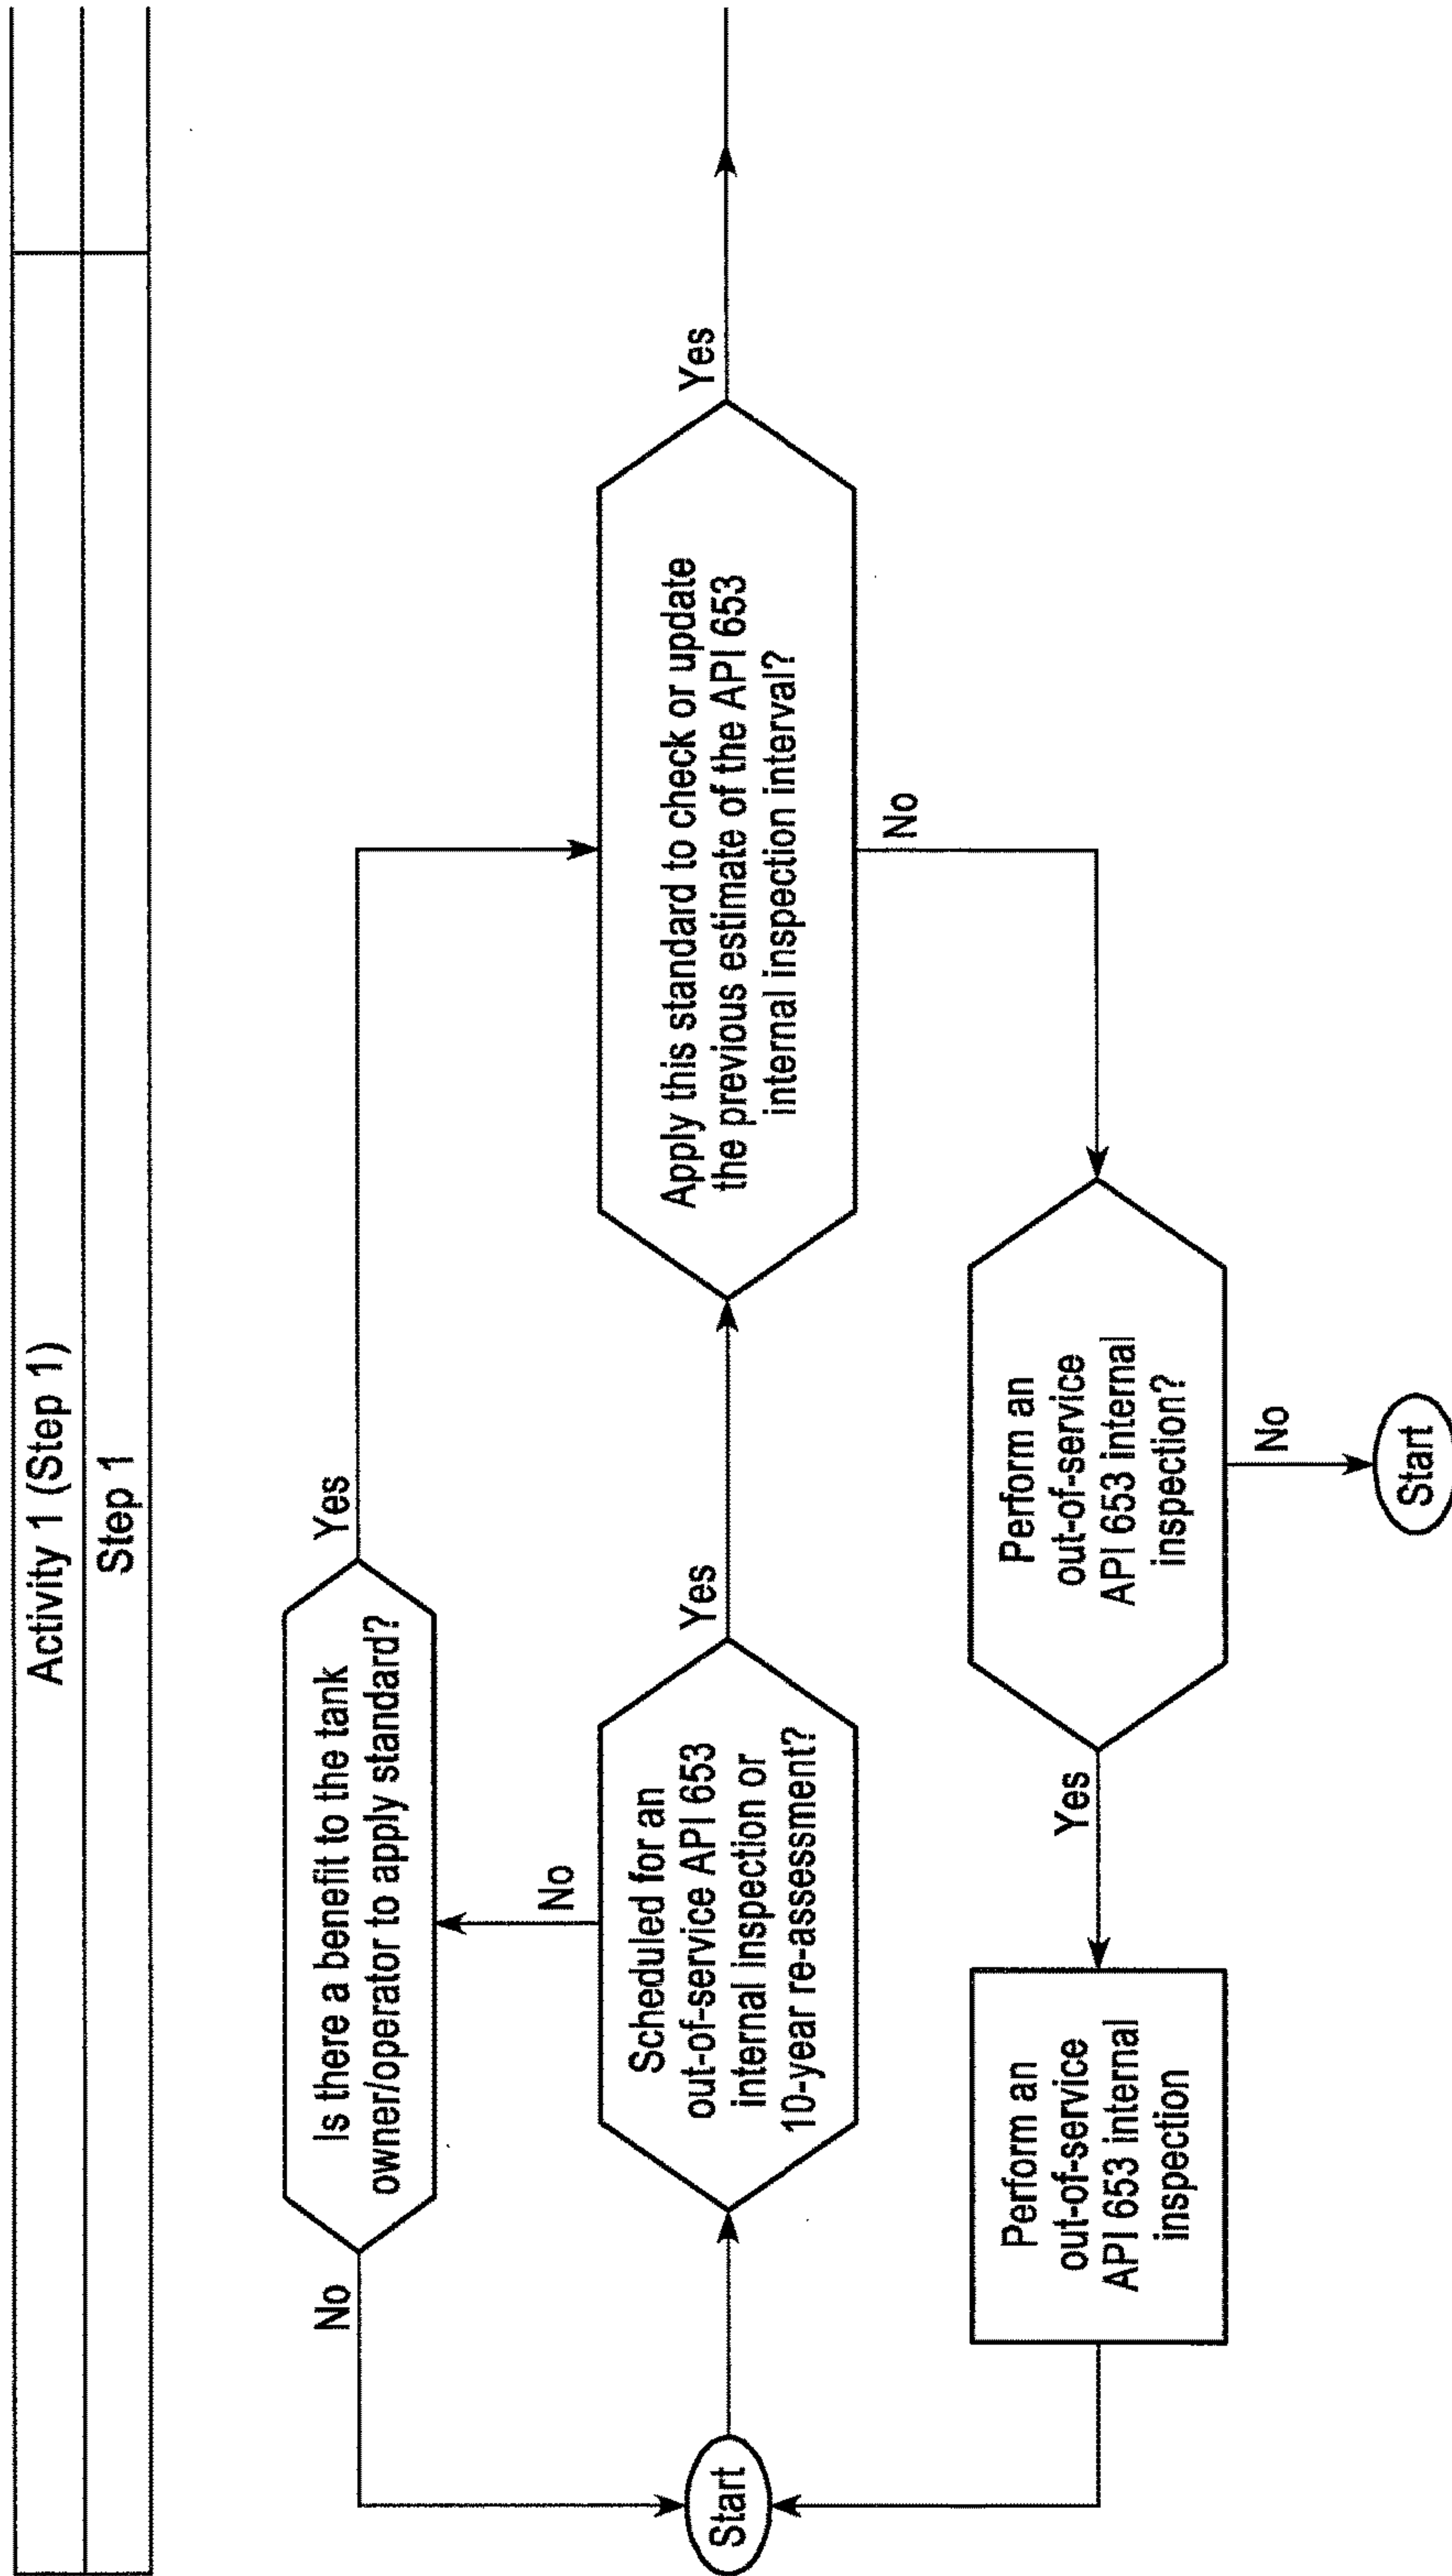 Activity 1 (Step 1)
Step 1
Is there a benefit to the tank
owner/operator to apply standard?
No
Yes
Start
Scheduled for an
out-of-service API 653
internal inspection or
10-year re-assessment?
No
Yes
Apply this standard to check or update
the previous estimate of the API 653
internal inspection interval?
Yes
No
Perform an
out-of-service
API 653 internal
inspection
Yes
Perform an
out-of-service
API 653 internal
inspection?
No
Start